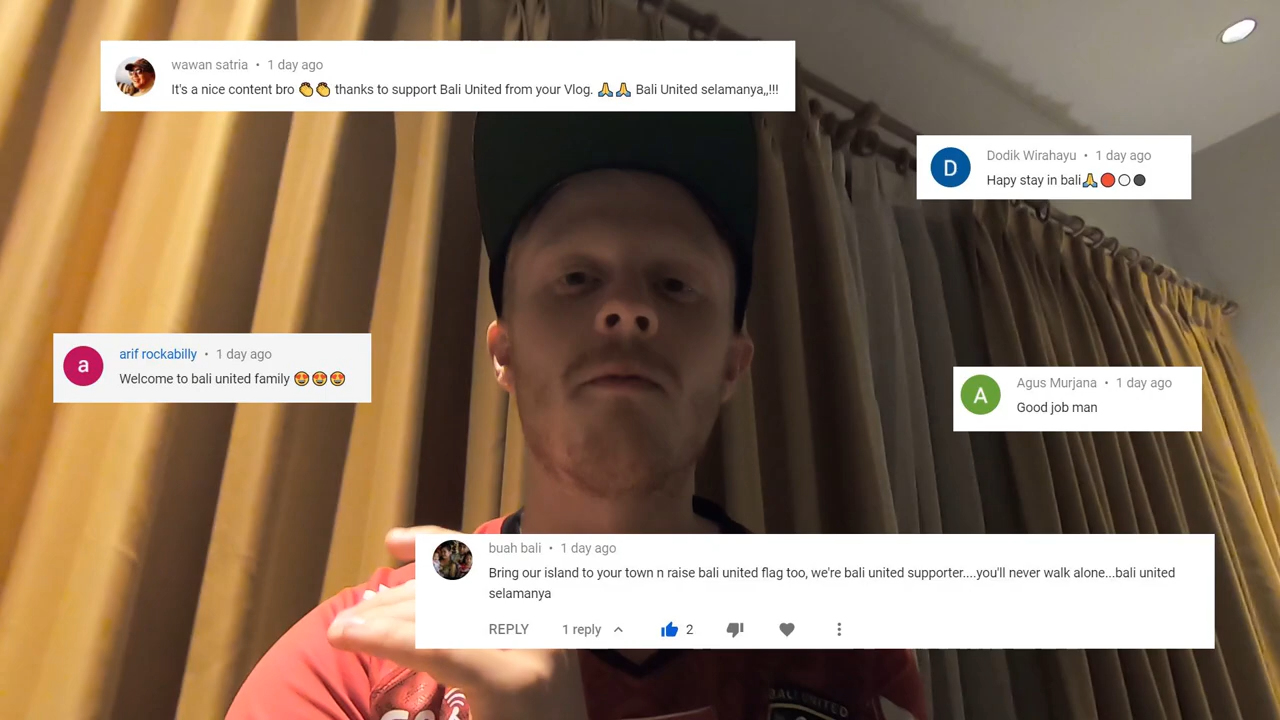 wawan satria • 1 day ago
It's a nice content bro 👏👏 thanks to support Bali United from your Vlog. 🙏🙏 Bali United selamanya,,!!!
D
Dodik Wirahayu • 1 day ago
Hapy stay in bali🙏🔴⚪⚫
a
arif rockabilly • 1 day ago
Welcome to bali united family 😍😍😍
A
Agus Murjana • 1 day ago
Good job man
buah bali • 1 day ago
Bring our island to your town n raise bali united flag too, we're bali united supporter....you'll never walk alone...bali united
selamanya
REPLY 1 reply 2
BALI UNITED